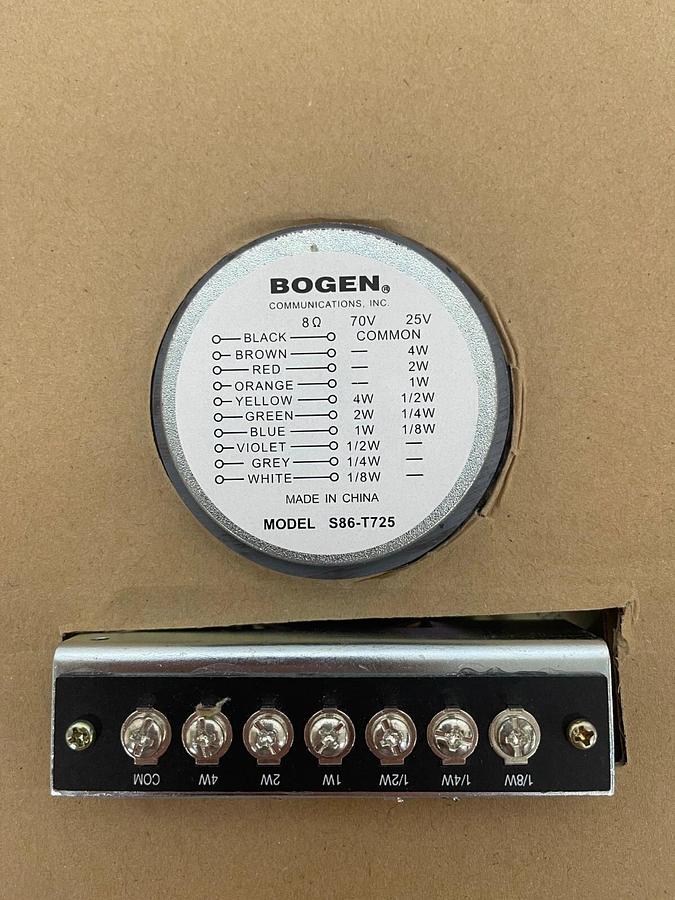 BOGEN®
COMMUNICATIONS, INC.
8Ω 70V 25V
BLACK COMMON
BROWN — 4W
RED — 2W
ORANGE — 1W
YELLOW 4W 1/2W
GREEN 2W 1/4W
BLUE 1W 1/8W
VIOLET 1/2W —
GREY 1/4W —
WHITE 1/8W —
MADE IN CHINA
MODEL S86-T725
COM 4W 2W 1W 1/2W 1/4W 1/8W